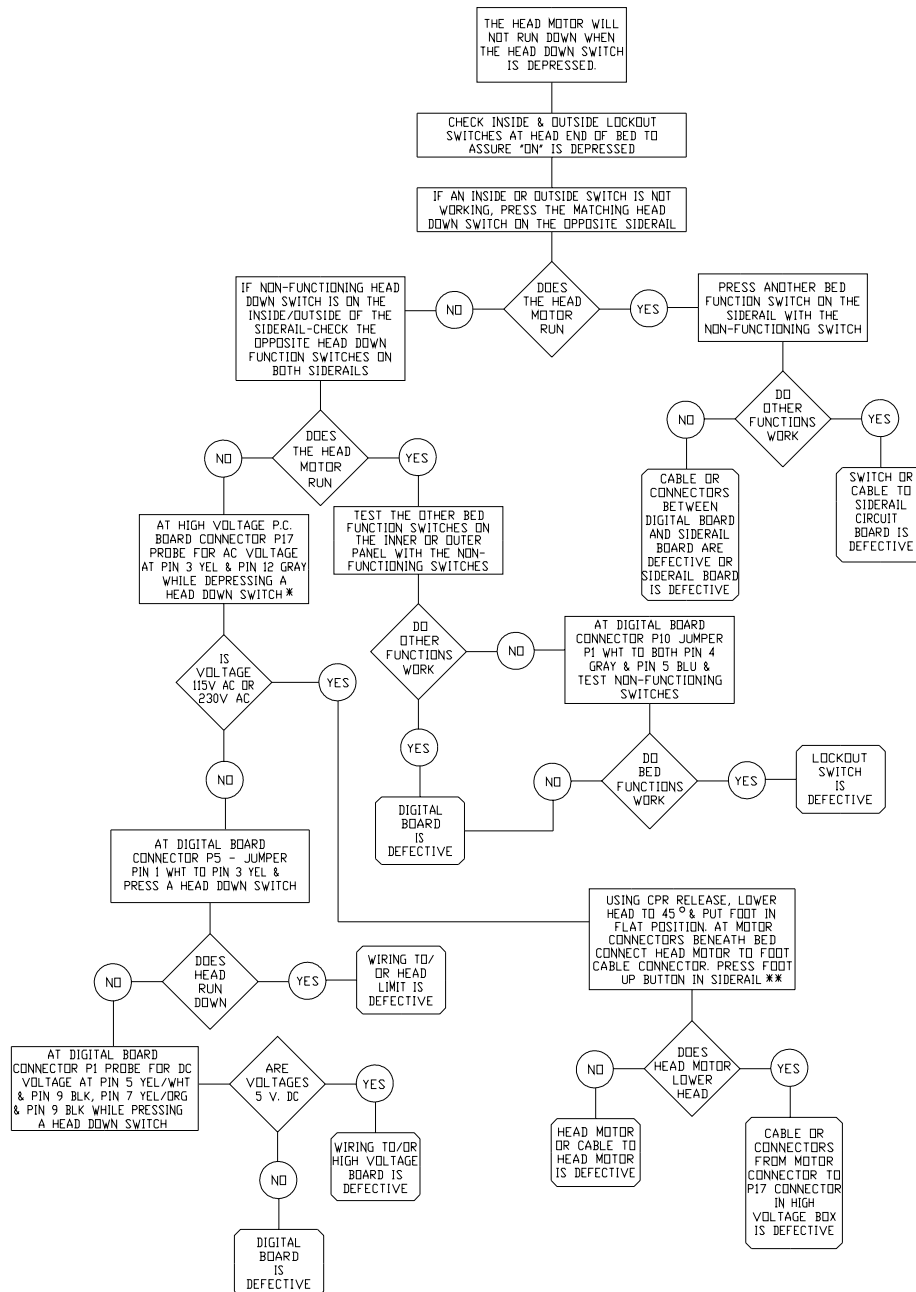 THE HEAD MOTOR WILL
NOT RUN DOWN WHEN
THE HEAD DOWN SWITCH
IS DEPRESSED.
CHECK INSIDE & OUTSIDE LOCKOUT
SWITCHES AT HEAD END OF BED TO
ASSURE "ON" IS DEPRESSED
IF AN INSIDE OR OUTSIDE SWITCH IS NOT
WORKING, PRESS THE MATCHING HEAD
DOWN SWITCH ON THE OPPOSITE SIDERAIL
DOES
THE HEAD
MOTOR
RUN
NO
YES
IF NON-FUNCTIONING HEAD
DOWN SWITCH IS ON THE
INSIDE/OUTSIDE OF THE
SIDERAIL-CHECK THE
OPPOSITE HEAD DOWN
FUNCTION SWITCHES ON
BOTH SIDERAILS
PRESS ANOTHER BED
FUNCTION SWITCH ON THE
SIDERAIL WITH THE
NON-FUNCTIONING SWITCH
DO
OTHER
FUNCTIONS
WORK
NO
YES
CABLE OR
CONNECTORS
BETWEEN
DIGITAL BOARD
AND SIDERAIL
BOARD ARE
DEFECTIVE OR
SIDERAIL BOARD
IS DEFECTIVE
SWITCH OR
CABLE TO
SIDERAIL
CIRCUIT
BOARD IS
DEFECTIVE
DOES
THE HEAD
MOTOR
RUN
NO
YES
AT HIGH VOLTAGE P.C.
BOARD CONNECTOR P17
PROBE FOR AC VOLTAGE
AT PIN 3 YEL & PIN 12 GRAY
WHILE DEPRESSING A
HEAD DOWN SWITCH *
TEST THE OTHER BED
FUNCTION SWITCHES ON
THE INNER OR OUTER
PANEL WITH THE NON-
FUNCTIONING SWITCHES
DO
OTHER
FUNCTIONS
WORK
NO
YES
AT DIGITAL BOARD
CONNECTOR P10 JUMPER
P1 WHT TO BOTH PIN 4
GRAY & PIN 5 BLU &
TEST NON-FUNCTIONING
SWITCHES
IS
VOLTAGE
115V AC OR
230V AC
YES
NO
DO
BED
FUNCTIONS
WORK
NO
YES
LOCKOUT
SWITCH
IS
DEFECTIVE
DIGITAL
BOARD
IS
DEFECTIVE
AT DIGITAL BOARD
CONNECTOR P5 - JUMPER
PIN 1 WHT TO PIN 3 YEL &
PRESS A HEAD DOWN SWITCH
USING CPR RELEASE, LOWER
HEAD TO 45° & PUT FOOT IN
FLAT POSITION. AT MOTOR
CONNECTORS BENEATH BED
CONNECT HEAD MOTOR TO FOOT
CABLE CONNECTOR. PRESS FOOT
UP BUTTON IN SIDERAIL **
DOES
HEAD
RUN
DOWN
NO
YES
WIRING TO/
OR HEAD
LIMIT IS
DEFECTIVE
AT DIGITAL BOARD
CONNECTOR P1 PROBE FOR DC
VOLTAGE AT PIN 5 YEL/WHT
& PIN 9 BLK, PIN 7 YEL/ORG
& PIN 9 BLK WHILE PRESSING
A HEAD DOWN SWITCH
ARE
VOLTAGES
5 V. DC
YES
NO
WIRING TO/OR
HIGH VOLTAGE
BOARD IS
DEFECTIVE
DIGITAL
BOARD
IS
DEFECTIVE
DOES
HEAD MOTOR
LOWER
HEAD
NO
YES
HEAD MOTOR
OR CABLE TO
HEAD MOTOR
IS DEFECTIVE
CABLE OR
CONNECTORS
FROM MOTOR
CONNECTOR TO
P17 CONNECTOR
IN HIGH
VOLTAGE BOX
IS DEFECTIVE